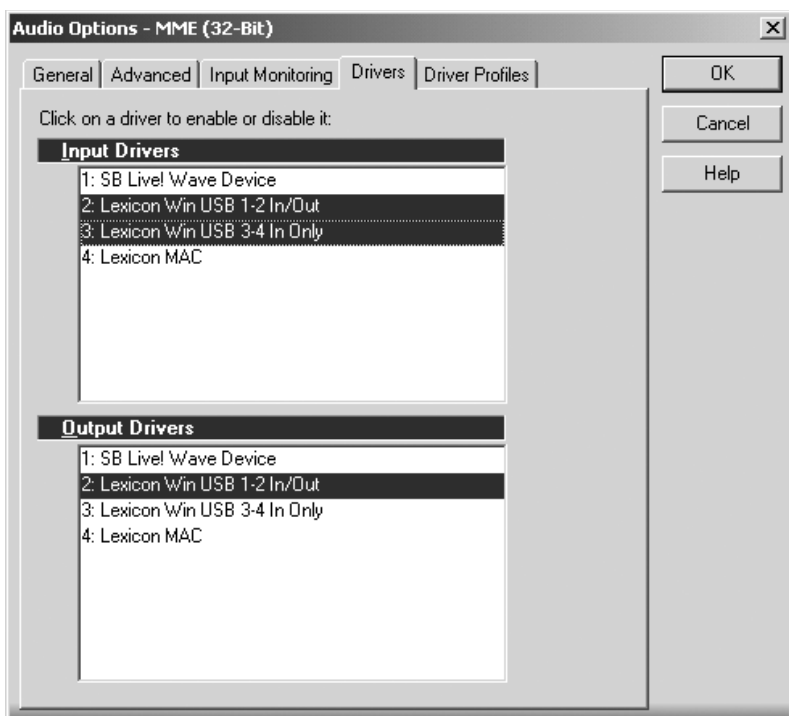 Audio Options - MME (32-Bit)
General Advanced Input Monitoring Drivers Driver Profiles
OK
Click on a driver to enable or disable it:
Cancel
Input Drivers
Help
1: SB Live! Wave Device
2: Lexicon Win USB 1-2 In/Out
3: Lexicon Win USB 3-4 In Only
4: Lexicon MAC
Output Drivers
1: SB Live! Wave Device
2: Lexicon Win USB 1-2 In/Out
3: Lexicon Win USB 3-4 In Only
4: Lexicon MAC